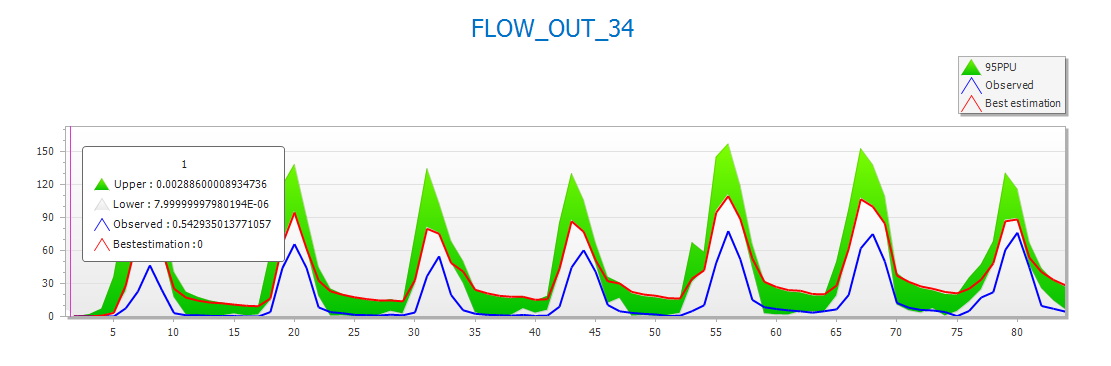 FLOW_OUT_34
95PPU
Observed
Best estimation
150
120
90
60
30
0
1
Upper : 0.00288600008934736
Lower : 7.99999997980194E-06
Observed : 0.542935013771057
Bestestimation : 0
5 10 15 20 25 30 35 40 45 50 55 60 65 70 75 80